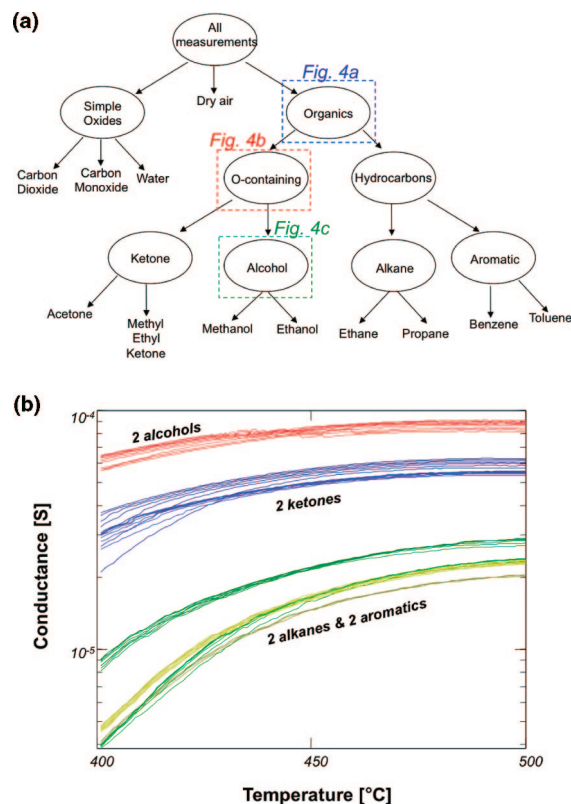 (a)
All
measurements
Fig. 4a
Simple
Oxides
Dry air
Organics
Fig. 4b
Carbon
Dioxide
Carbon
Monoxide
Water
O-containing
Hydrocarbons
Fig. 4c
Ketone
Alcohol
Alkane
Aromatic
Acetone
Methyl
Ethyl
Ketone
Methanol
Ethanol
Ethane
Propane
Benzene
Toluene
(b)
10-4
2 alcohols
2 ketones
Conductance [S]
10-5
2 alkanes & 2 aromatics
400
450
500
Temperature [°C]